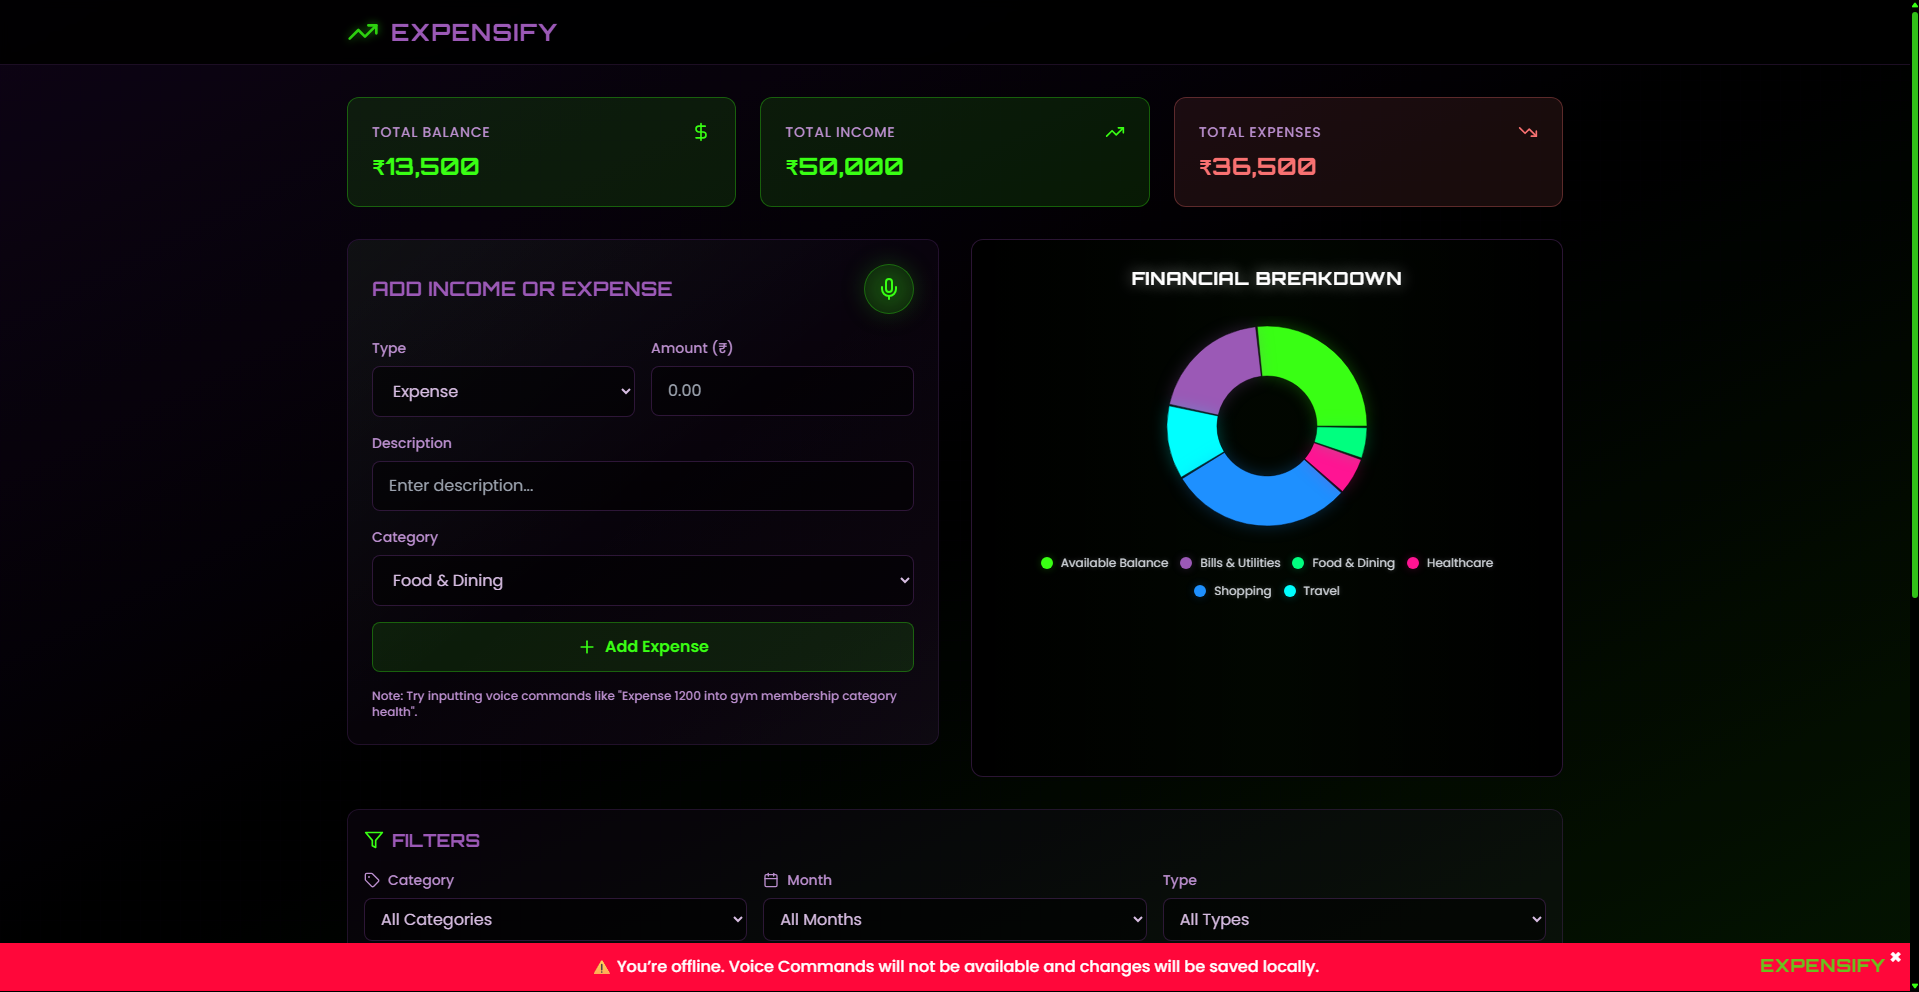 EXPENSIFY
TOTAL BALANCE
₹13,500
TOTAL INCOME
₹50,000
TOTAL EXPENSES
₹36,500
ADD INCOME OR EXPENSE
Type
Amount (₹)
Expense
0.00
Description
Enter description...
Category
Food & Dining
+ Add Expense
Note: Try inputting voice commands like "Expense 1200 into gym membership category
health".
FINANCIAL BREAKDOWN
Available Balance Bills & Utilities Food & Dining Healthcare
Shopping Travel
FILTERS
Category
All Categories
Month
All Months
Type
All Types
You’re offline. Voice Commands will not be available and changes will be saved locally.
EXPENSIFY